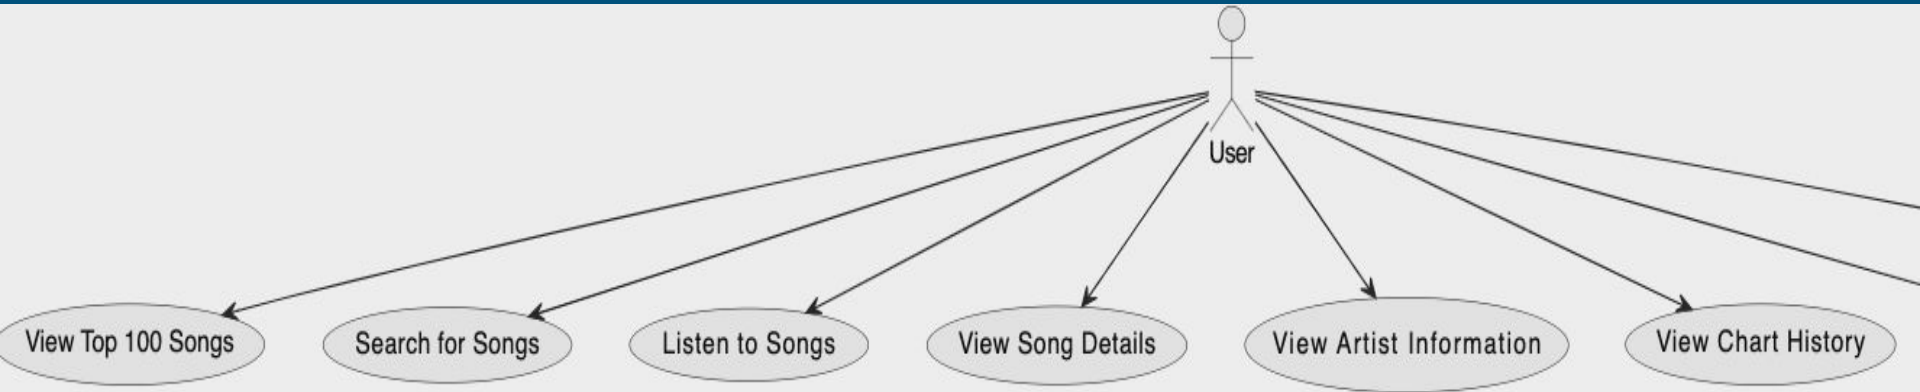 User
View Top 100 Songs
Search for Songs
Listen to Songs
View Song Details
View Artist Information
View Chart History